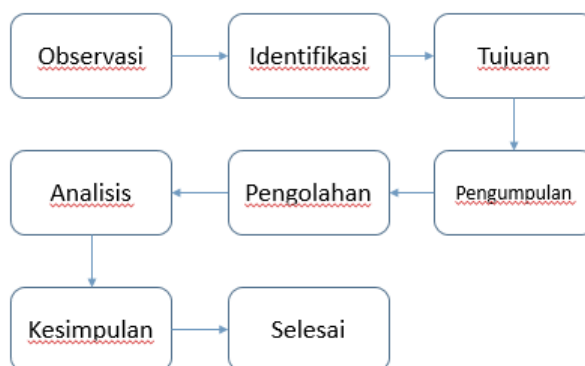 Observasi
Identifikasi
Tujuan
Pengumpulan
Pengolahan
Analisis
Kesimpulan
Selesai